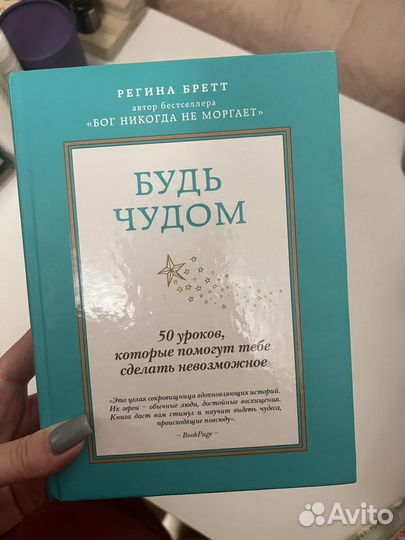 РЕГИНА БРЕТТ
автор бестселлера
«БОГ НИКОГДА НЕ МОРГАЕТ»
БУДЬ
ЧУДОМ
50 уроков,
которые помогут тебе
сделать невозможное
«Это целая сокровищница вдохновляющих историй.
Их герои – обычные люди, достойные восхищения.
Книга даст вам стимул и научит видеть чудеса,
происходящие повсюду».
– BookPage –
Avito